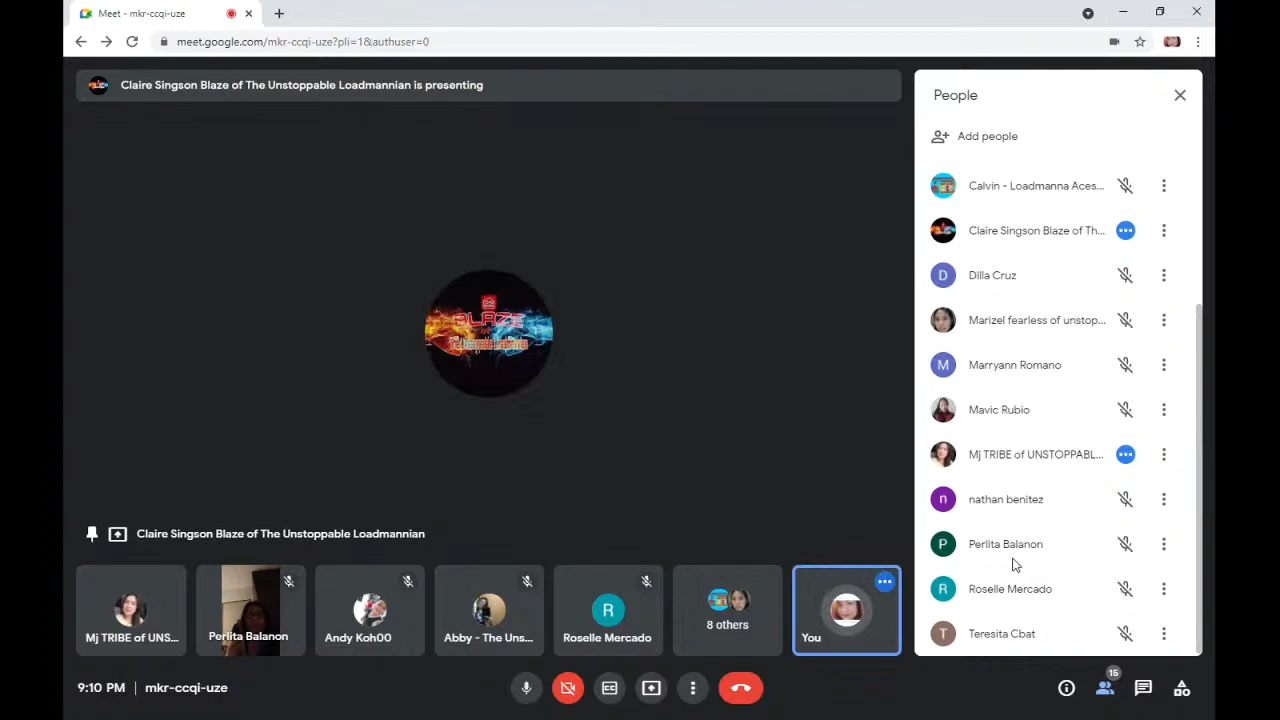 Meet - mkr-ccqi-uze
meet.google.com/mkr-ccqi-uze?pli=1&authuser=0
Claire Singson Blaze of The Unstoppable Loadmannian is presenting
BLAZE
Claire Singson Blaze of The Unstoppable Loadmannian
Mj TRIBE of UNS...
Perlita Balanon
Andy Koh00
Abby - The Uns...
R
Roselle Mercado
8 others
You
People
Add people
Calvin - Loadmanna Aces...
Claire Singson Blaze of Th...
D Dilla Cruz
Marizel fearless of unstop...
M Marryann Romano
Mavic Rubio
Mj TRIBE of UNSTOPPABL...
n nathan benitez
P Perlita Balanon
R Roselle Mercado
T Teresita Cbat
9:10 PM | mkr-ccqi-uze
CC
15